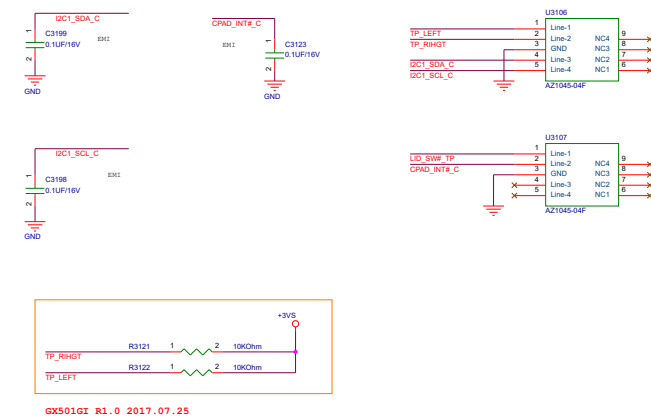 I2C1_SDA_C
1
C3199
0.1UF/16V
EMI
2
GND
CPAD_INT#_C
EMI
1
C3123
0.1UF/16V
2
GND
U3106
TP_LEFT
1
Line-1
TP_RIHGT
2
Line-2
NC4
9
3
GND
NC3
8
I2C1_SDA_C
4
Line-3
NC2
7
I2C1_SCL_C
5
Line-4
NC1
6
AZ1045-04F
I2C1_SCL_C
1
C3198
0.1UF/16V
EMI
2
GND
U3107
LID_SW#_TP
1
Line-1
CPAD_INT#_C
2
Line-2
NC4
9
3
GND
NC3
8
4
Line-3
NC2
7
5
Line-4
NC1
6
AZ1045-04F
+3VS
TP_RIHGT
R3121
1
2
10KOhm
TP_LEFT
R3122
1
2
10KOhm
GX501GI R1.0 2017.07.25